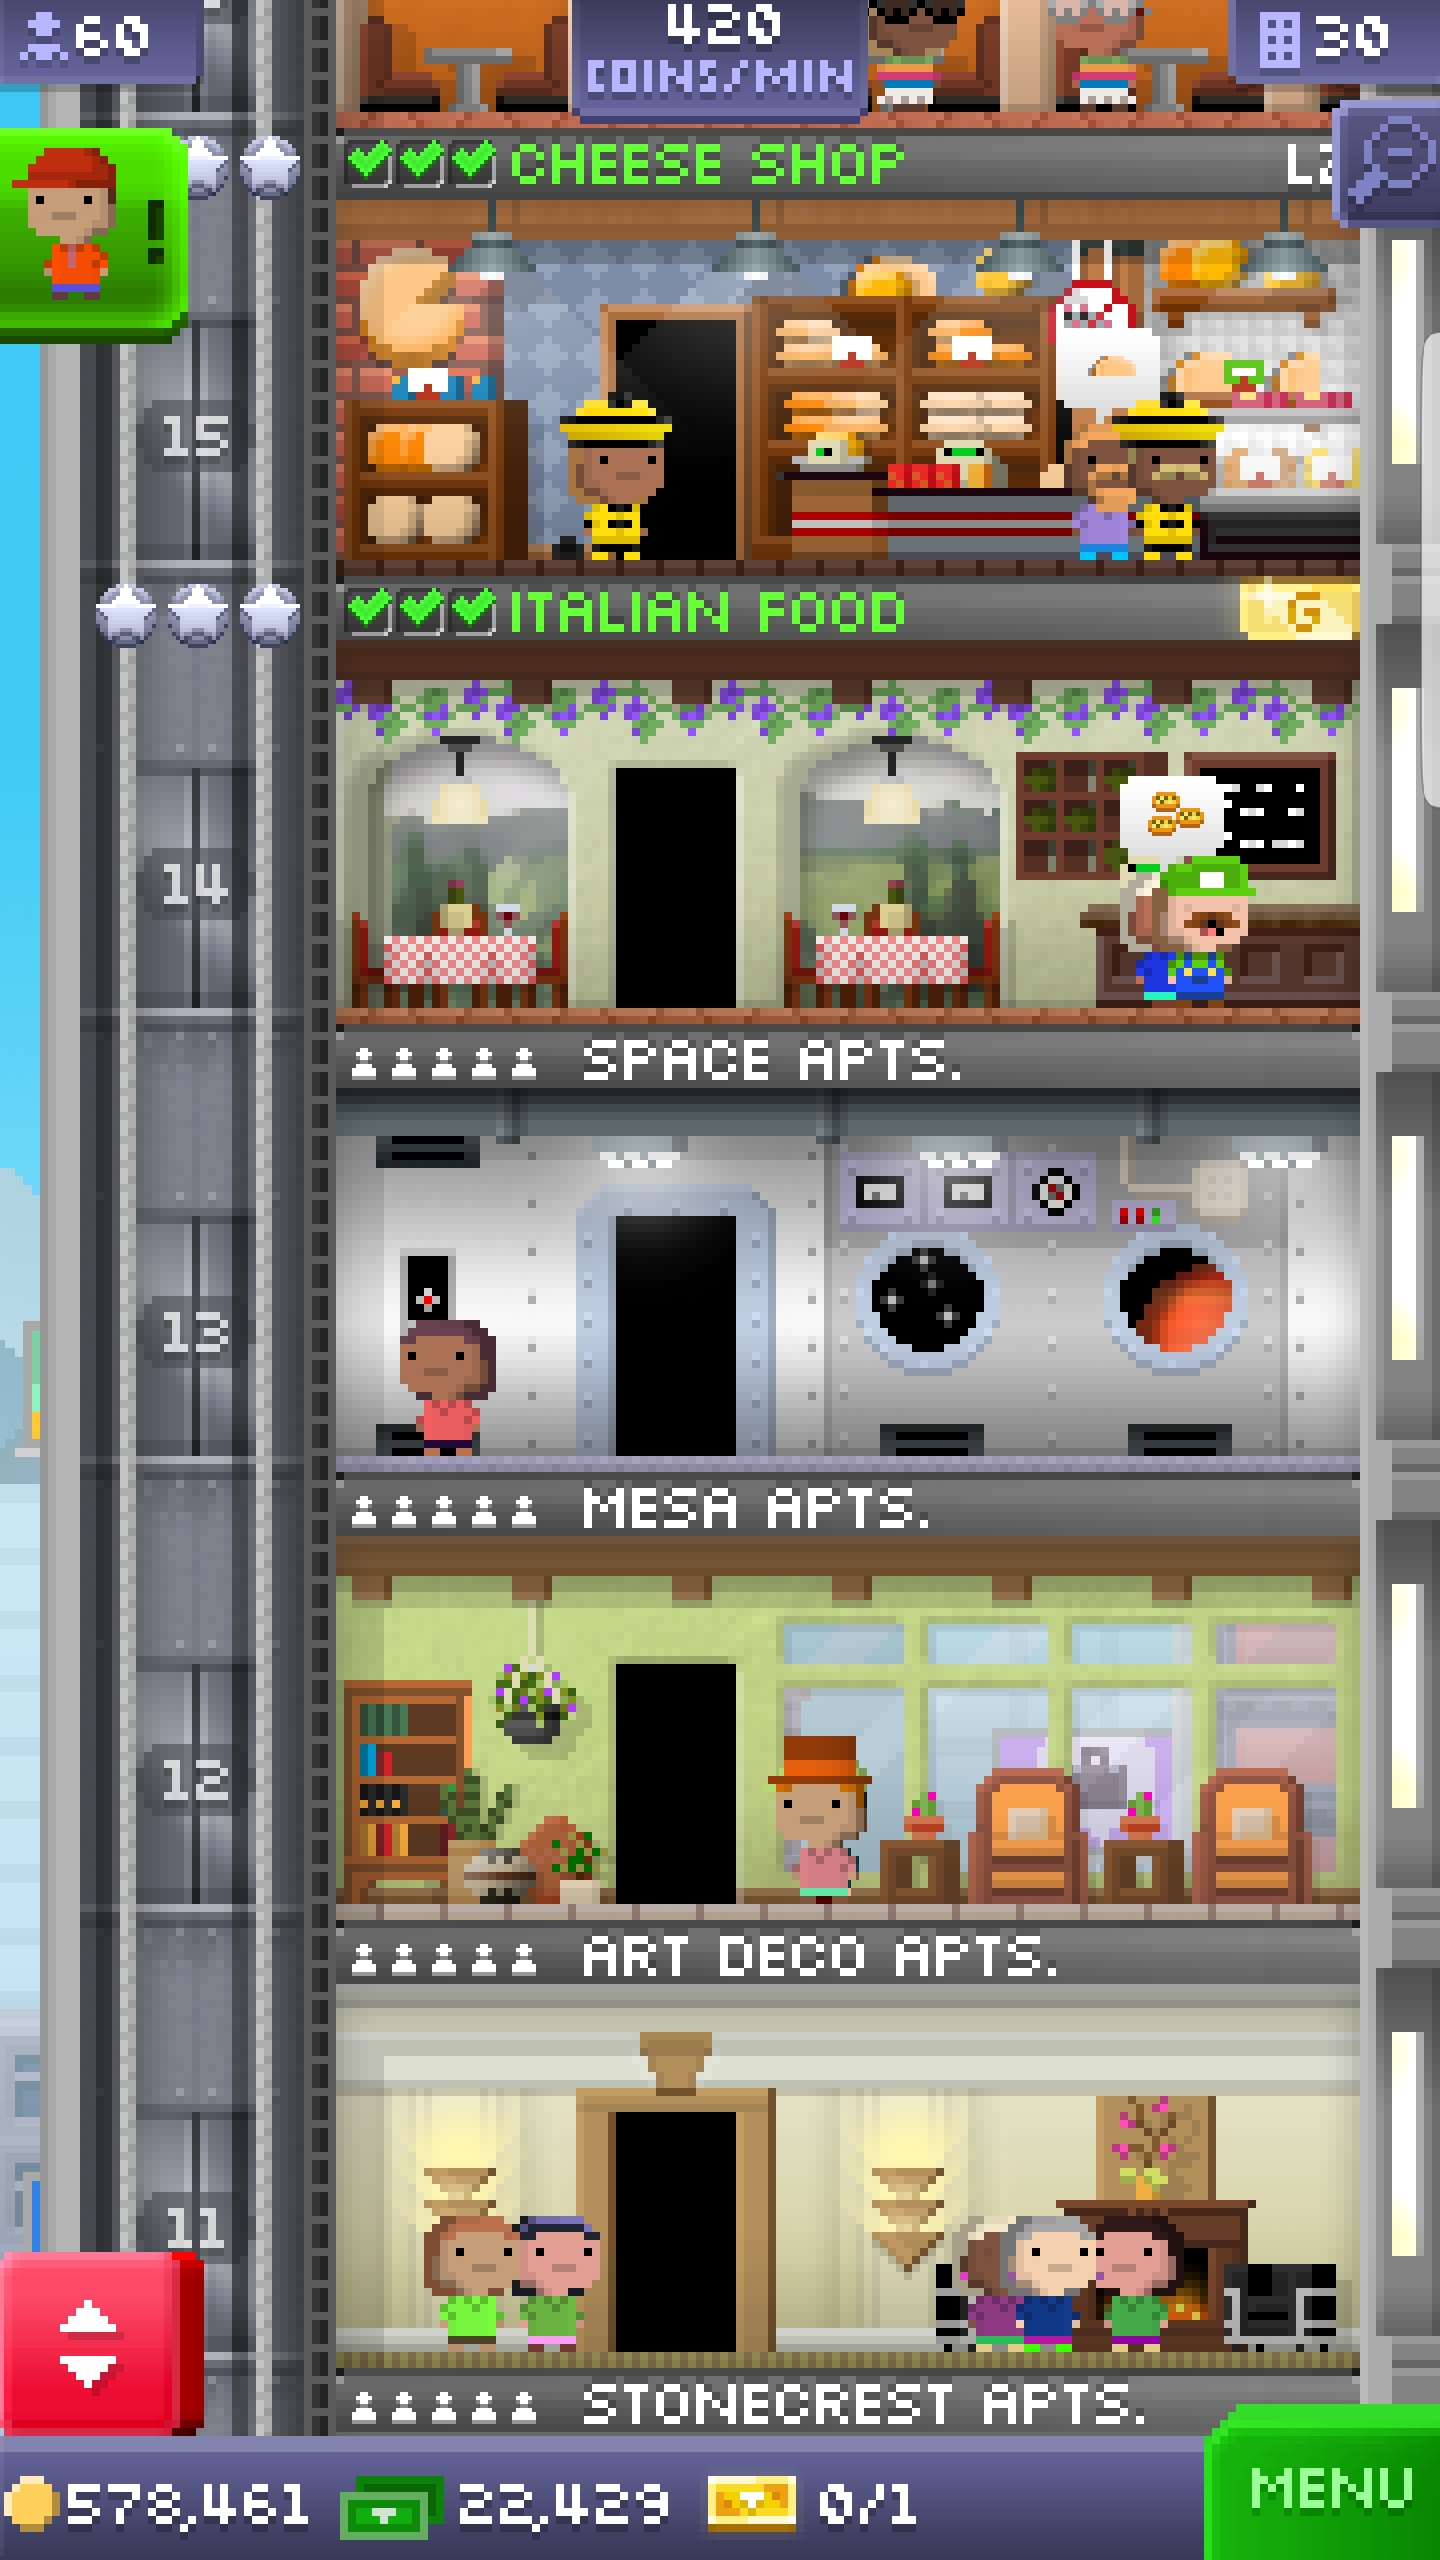 60
420
COINS/MIN
30
!
CHEESE SHOP
15
ITALIAN FOOD
G
14
SPACE APTS.
13
MESA APTS.
12
ART DECO APTS.
11
STONECREST APTS.
578,461
22,429
0/1
MENU